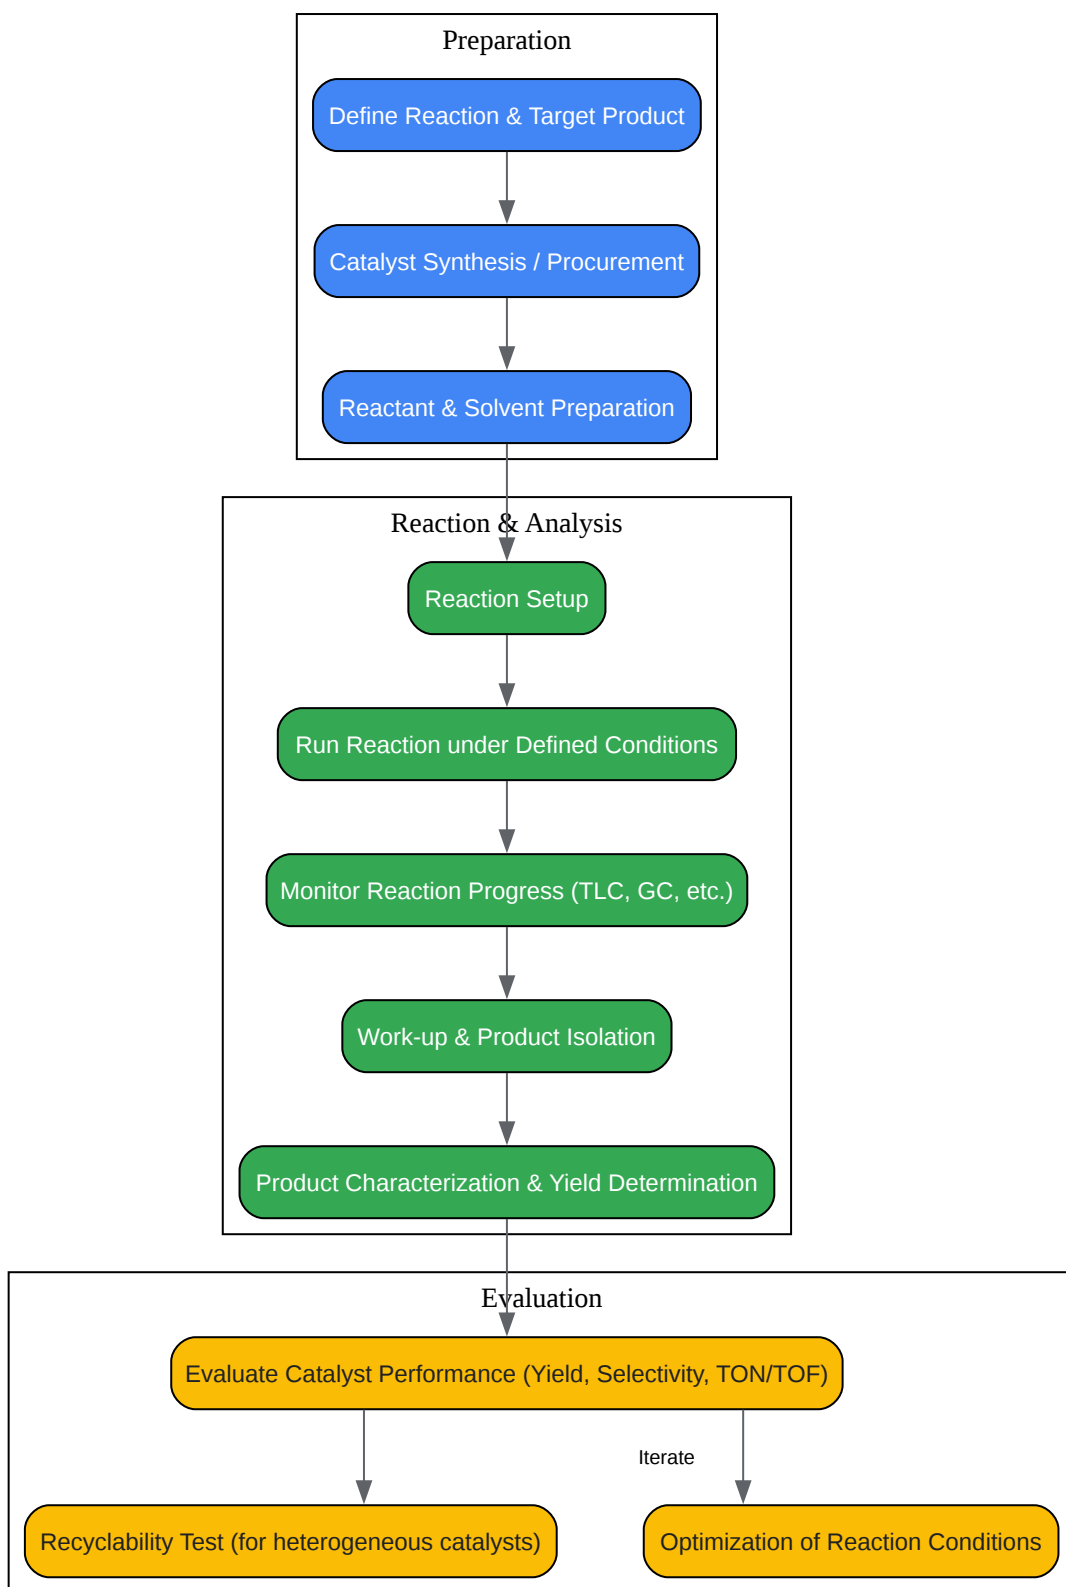 Preparation
Define Reaction & Target Product
Catalyst Synthesis / Procurement
Reactant & Solvent Preparation
Reaction & Analysis
Reaction Setup
Run Reaction under Defined Conditions
Monitor Reaction Progress (TLC, GC, etc.)
Work-up & Product Isolation
Product Characterization & Yield Determination
Evaluation
Evaluate Catalyst Performance (Yield, Selectivity, TON/TOF)
Iterate
Recyclability Test (for heterogeneous catalysts)
Optimization of Reaction Conditions